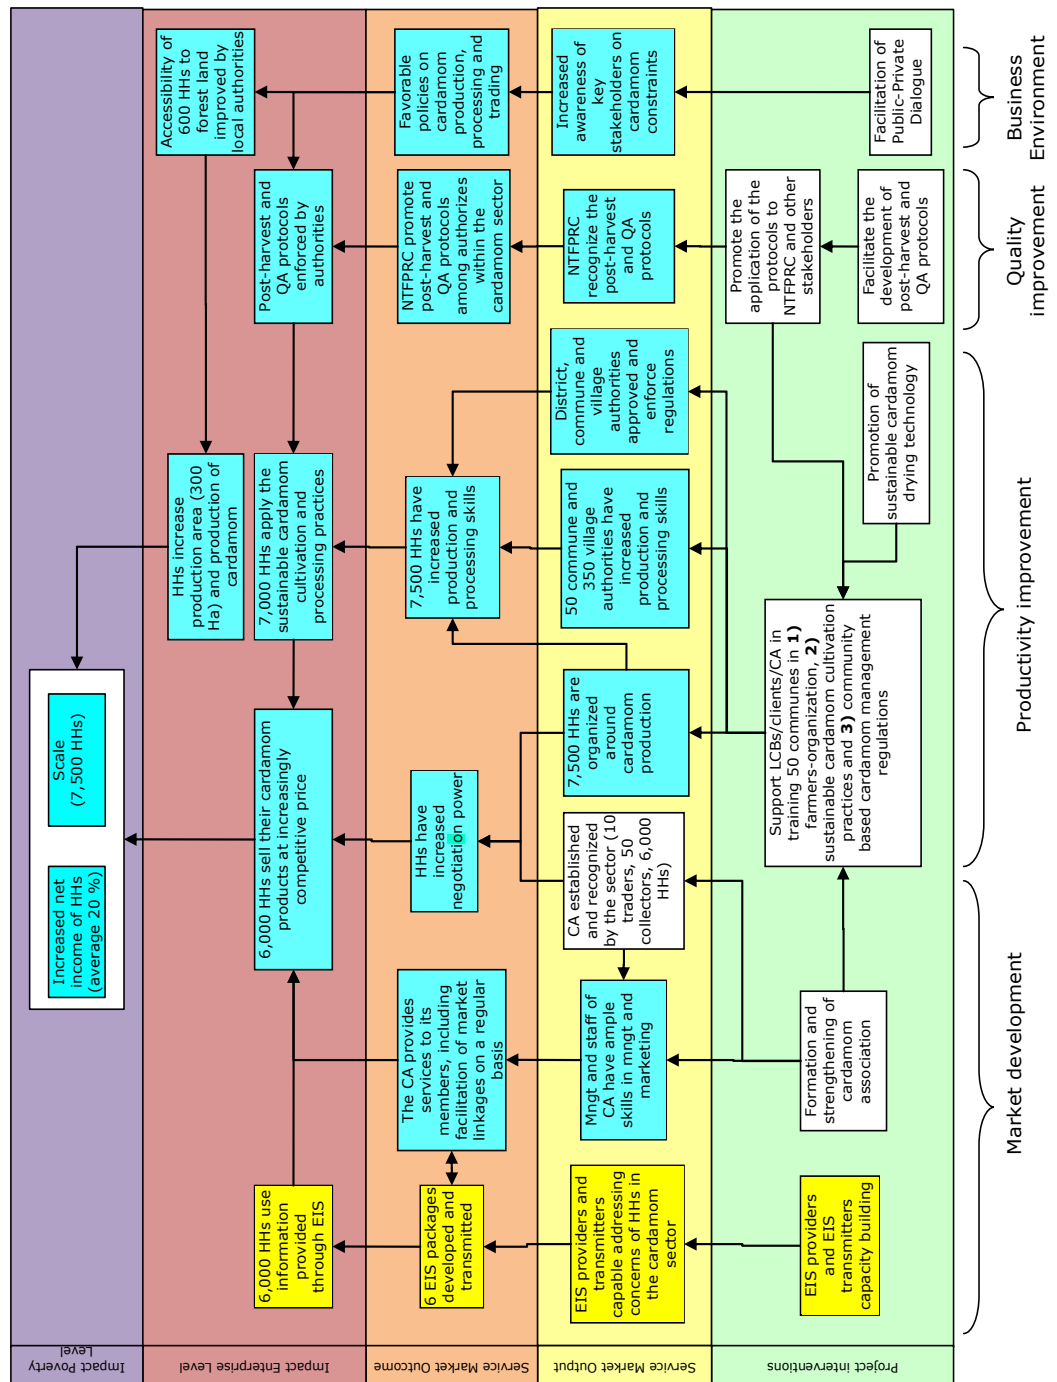 Impact Poverty
Level
Increased net
income of HHs
(average 20 %)
Scale
(7,500 HHs)
Impact Enterprise Level
6,000 HHs use
information
provided
through EIS
6,000 HHs sell their cardamom
products at increasingly
competitive price
7,000 HHs apply the
sustainable cardamom
cultivation and
processing practices
HHs increase
production area (300
Ha) and production of
cardamom
Post-harvest and
QA protocols
enforced by
authorities
Accessibility of
600 HHs to
forest land
improved by
local authorities
Service Market Outcome
6 EIS packages
developed and
transmitted
The CA provides
services to its
members, including
facilitation of market
linkages on a regular
basis
HHs have
increased
negotiation power
7,500 HHs have
increased
production and
processing skills
NTFPRC promote
post-harvest and
QA protocols
among authorizes
within the
cardamom sector
Favorable
policies on
cardamom
production,
processing and
trading
Service Market Output
EIS providers and
transmitters
capable addressing
concerns of HHs in
the cardamom
sector
Mngt and staff of
CA have ample
skills in mngt and
marketing
CA established
and recognized
by the sector (10
traders, 50
collectors, 6,000
HHs)
7,500 HHs are
organized around
cardamom
production
50 commune and
350 village
authorities have
increased
production and
processing skills
District,
commune and
village
authorities
approved and
enforce
regulations
NTFPRC
recognize the
post-harvest
and QA
protocols
Increased
awareness of
key
stakeholders on
cardamom
constraints
Project interventions
EIS providers
and EIS
transmitters
capacity building
Formation and
strengthening of
cardamom
association
Support LCBs/clients/CA in
training 50 communes in 1)
farmers-organization, 2)
sustainable cardamom cultivation
practices and 3) community
based cardamom management
regulations
Promotion of
sustainable cardamom
drying technology
Promote the
application of the
protocols to
NTFPRC and other
stakeholders
Facilitate the
development of
post-harvest and
QA protocols
Facilitation of
Public-Private
Dialogue
Market development
Productivity improvement
Quality
improvement
Business
Environment